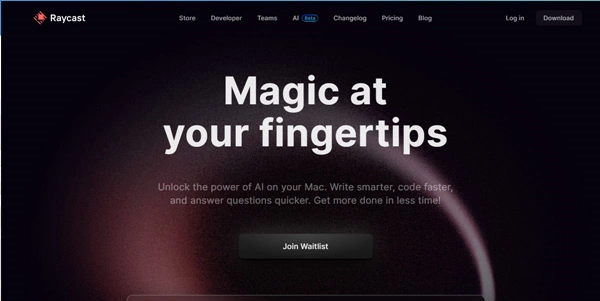 Raycast
Store Developer Teams AI Beta Changelog Pricing Blog
Log in Download
Magic at
your fingertips
Unlock the power of AI on your Mac. Write smarter, code faster,
and answer questions quicker. Get more done in less time!
Join Waitlist